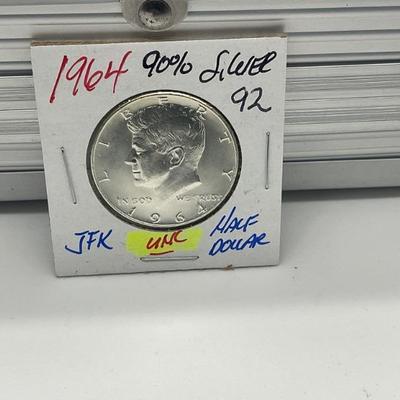 1964 90% SILVER
92
LIBERTY
IN GOD WE TRUST
1964
JFK UNC HALF
DOLLAR